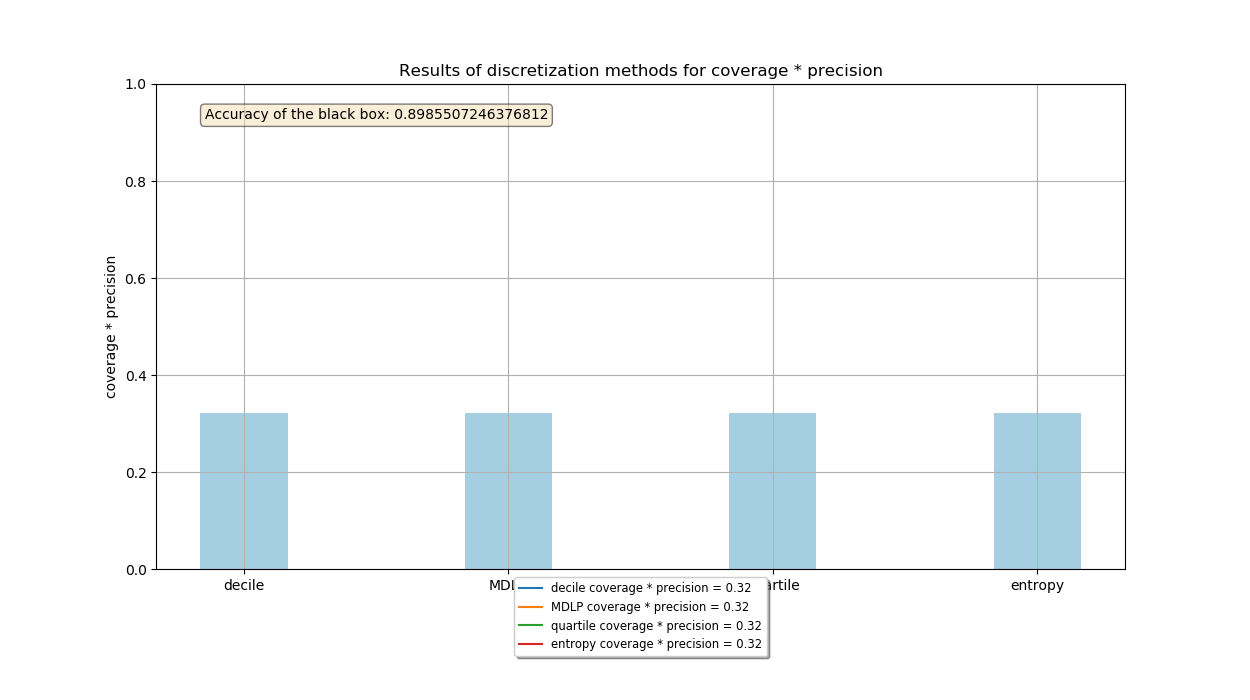 Results of discretization methods for coverage * precision
Accuracy of the black box: 0.8985507246376812
coverage * precision
1.0
0.8
0.6
0.4
0.2
0.0
decile
entropy
decile coverage * precision = 0.32
MDLP coverage * precision = 0.32
quartile coverage * precision = 0.32
entropy coverage * precision = 0.32